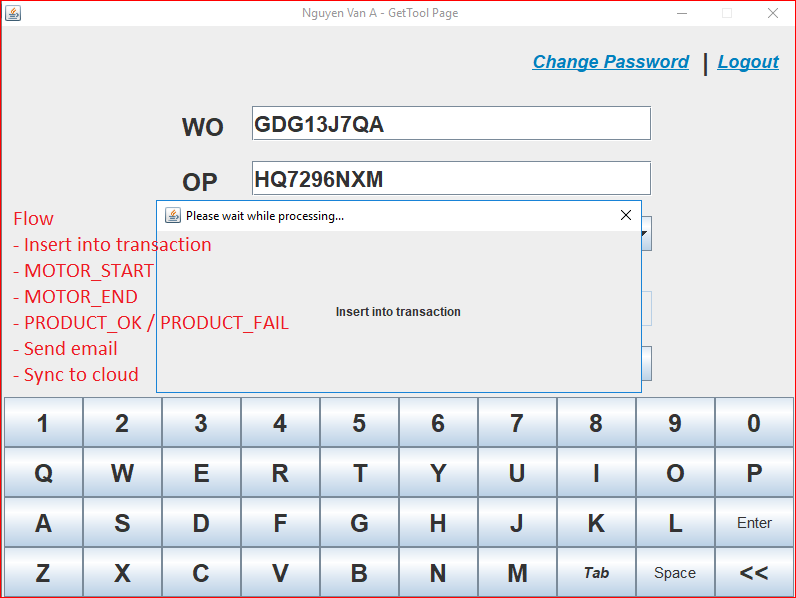 Nguyen Van A - GetTool Page
Change Password | Logout
WO GDG13J7QA
OP HQ7296NXM
Please wait while processing...
Insert into transaction
Flow
- Insert into transaction
- MOTOR_START
- MOTOR_END
- PRODUCT_OK / PRODUCT_FAIL
- Send email
- Sync to cloud
1 2 3 4 5 6 7 8 9 0
Q W E R T Y U I O P
A S D F G H J K L Enter
Z X C V B N M Tab Space <<